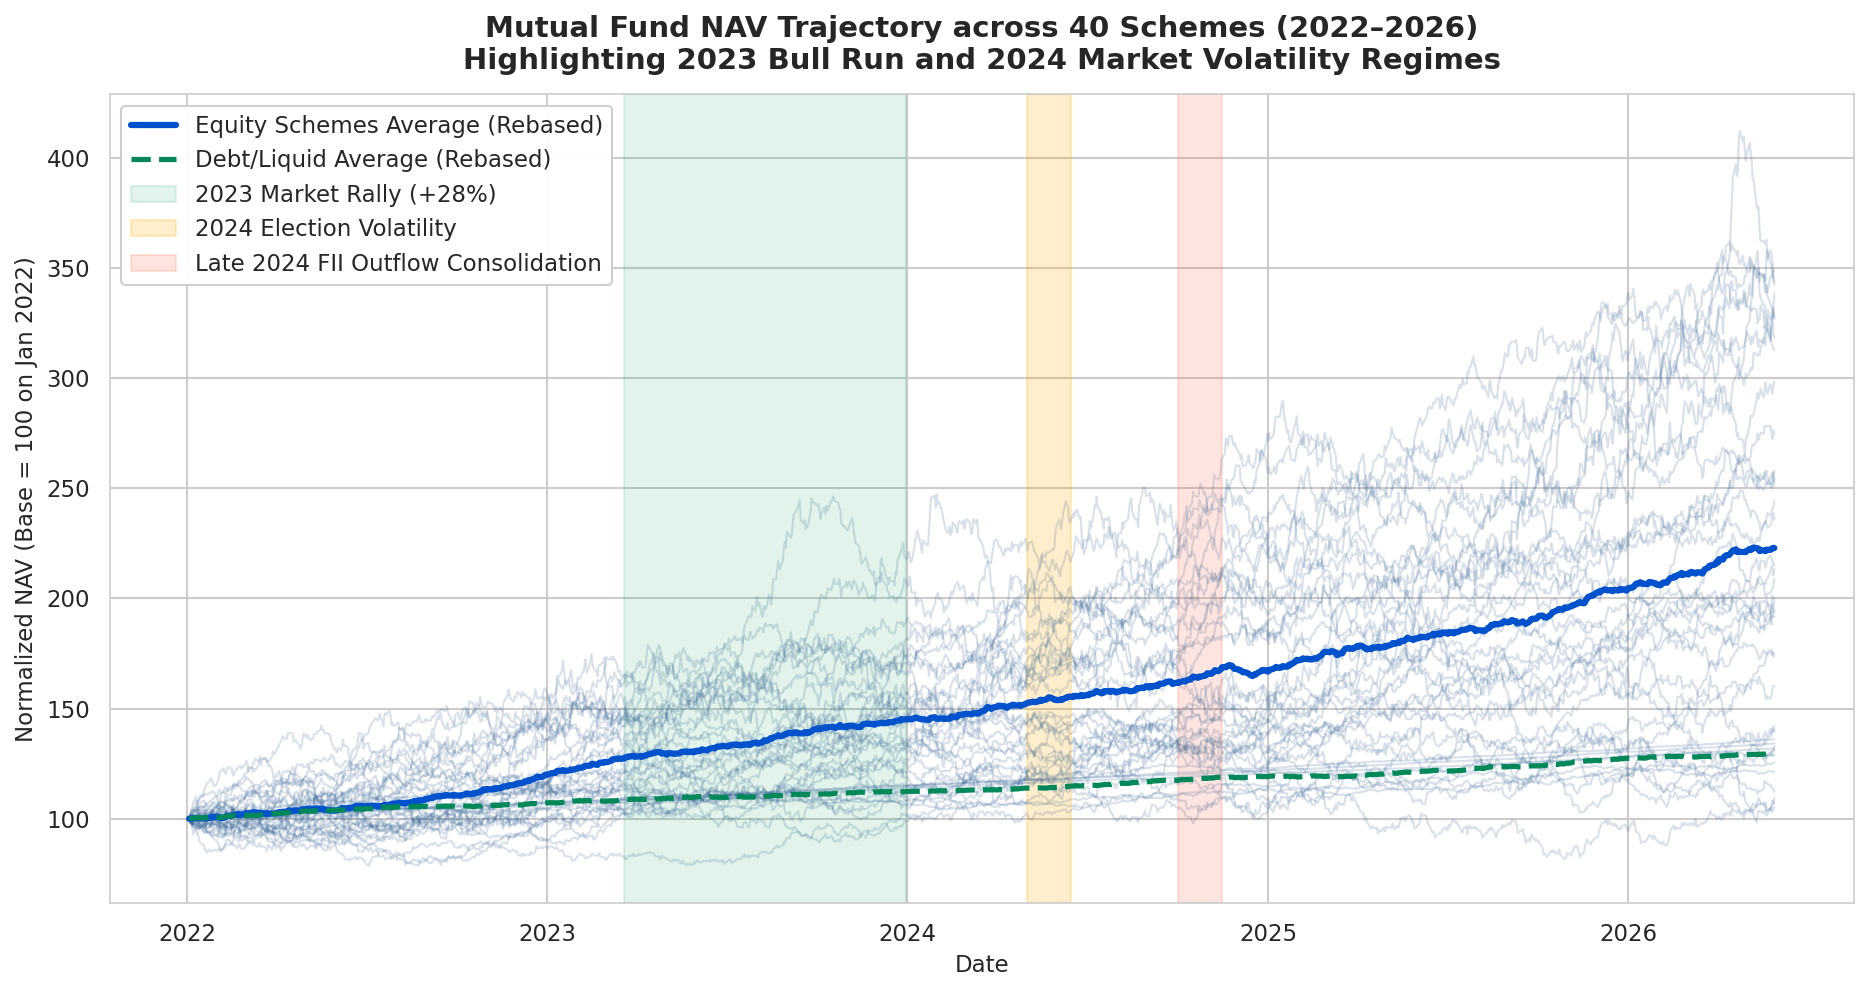 Mutual Fund NAV Trajectory across 40 Schemes (2022–2026)
Highlighting 2023 Bull Run and 2024 Market Volatility Regimes
Equity Schemes Average (Rebased)
Debt/Liquid Average (Rebased)
2023 Market Rally (+28%)
2024 Election Volatility
Late 2024 FII Outflow Consolidation
Normalized NAV (Base = 100 on Jan 2022)
400
350
300
250
200
150
100
2022 2023 2024 2025 2026
Date